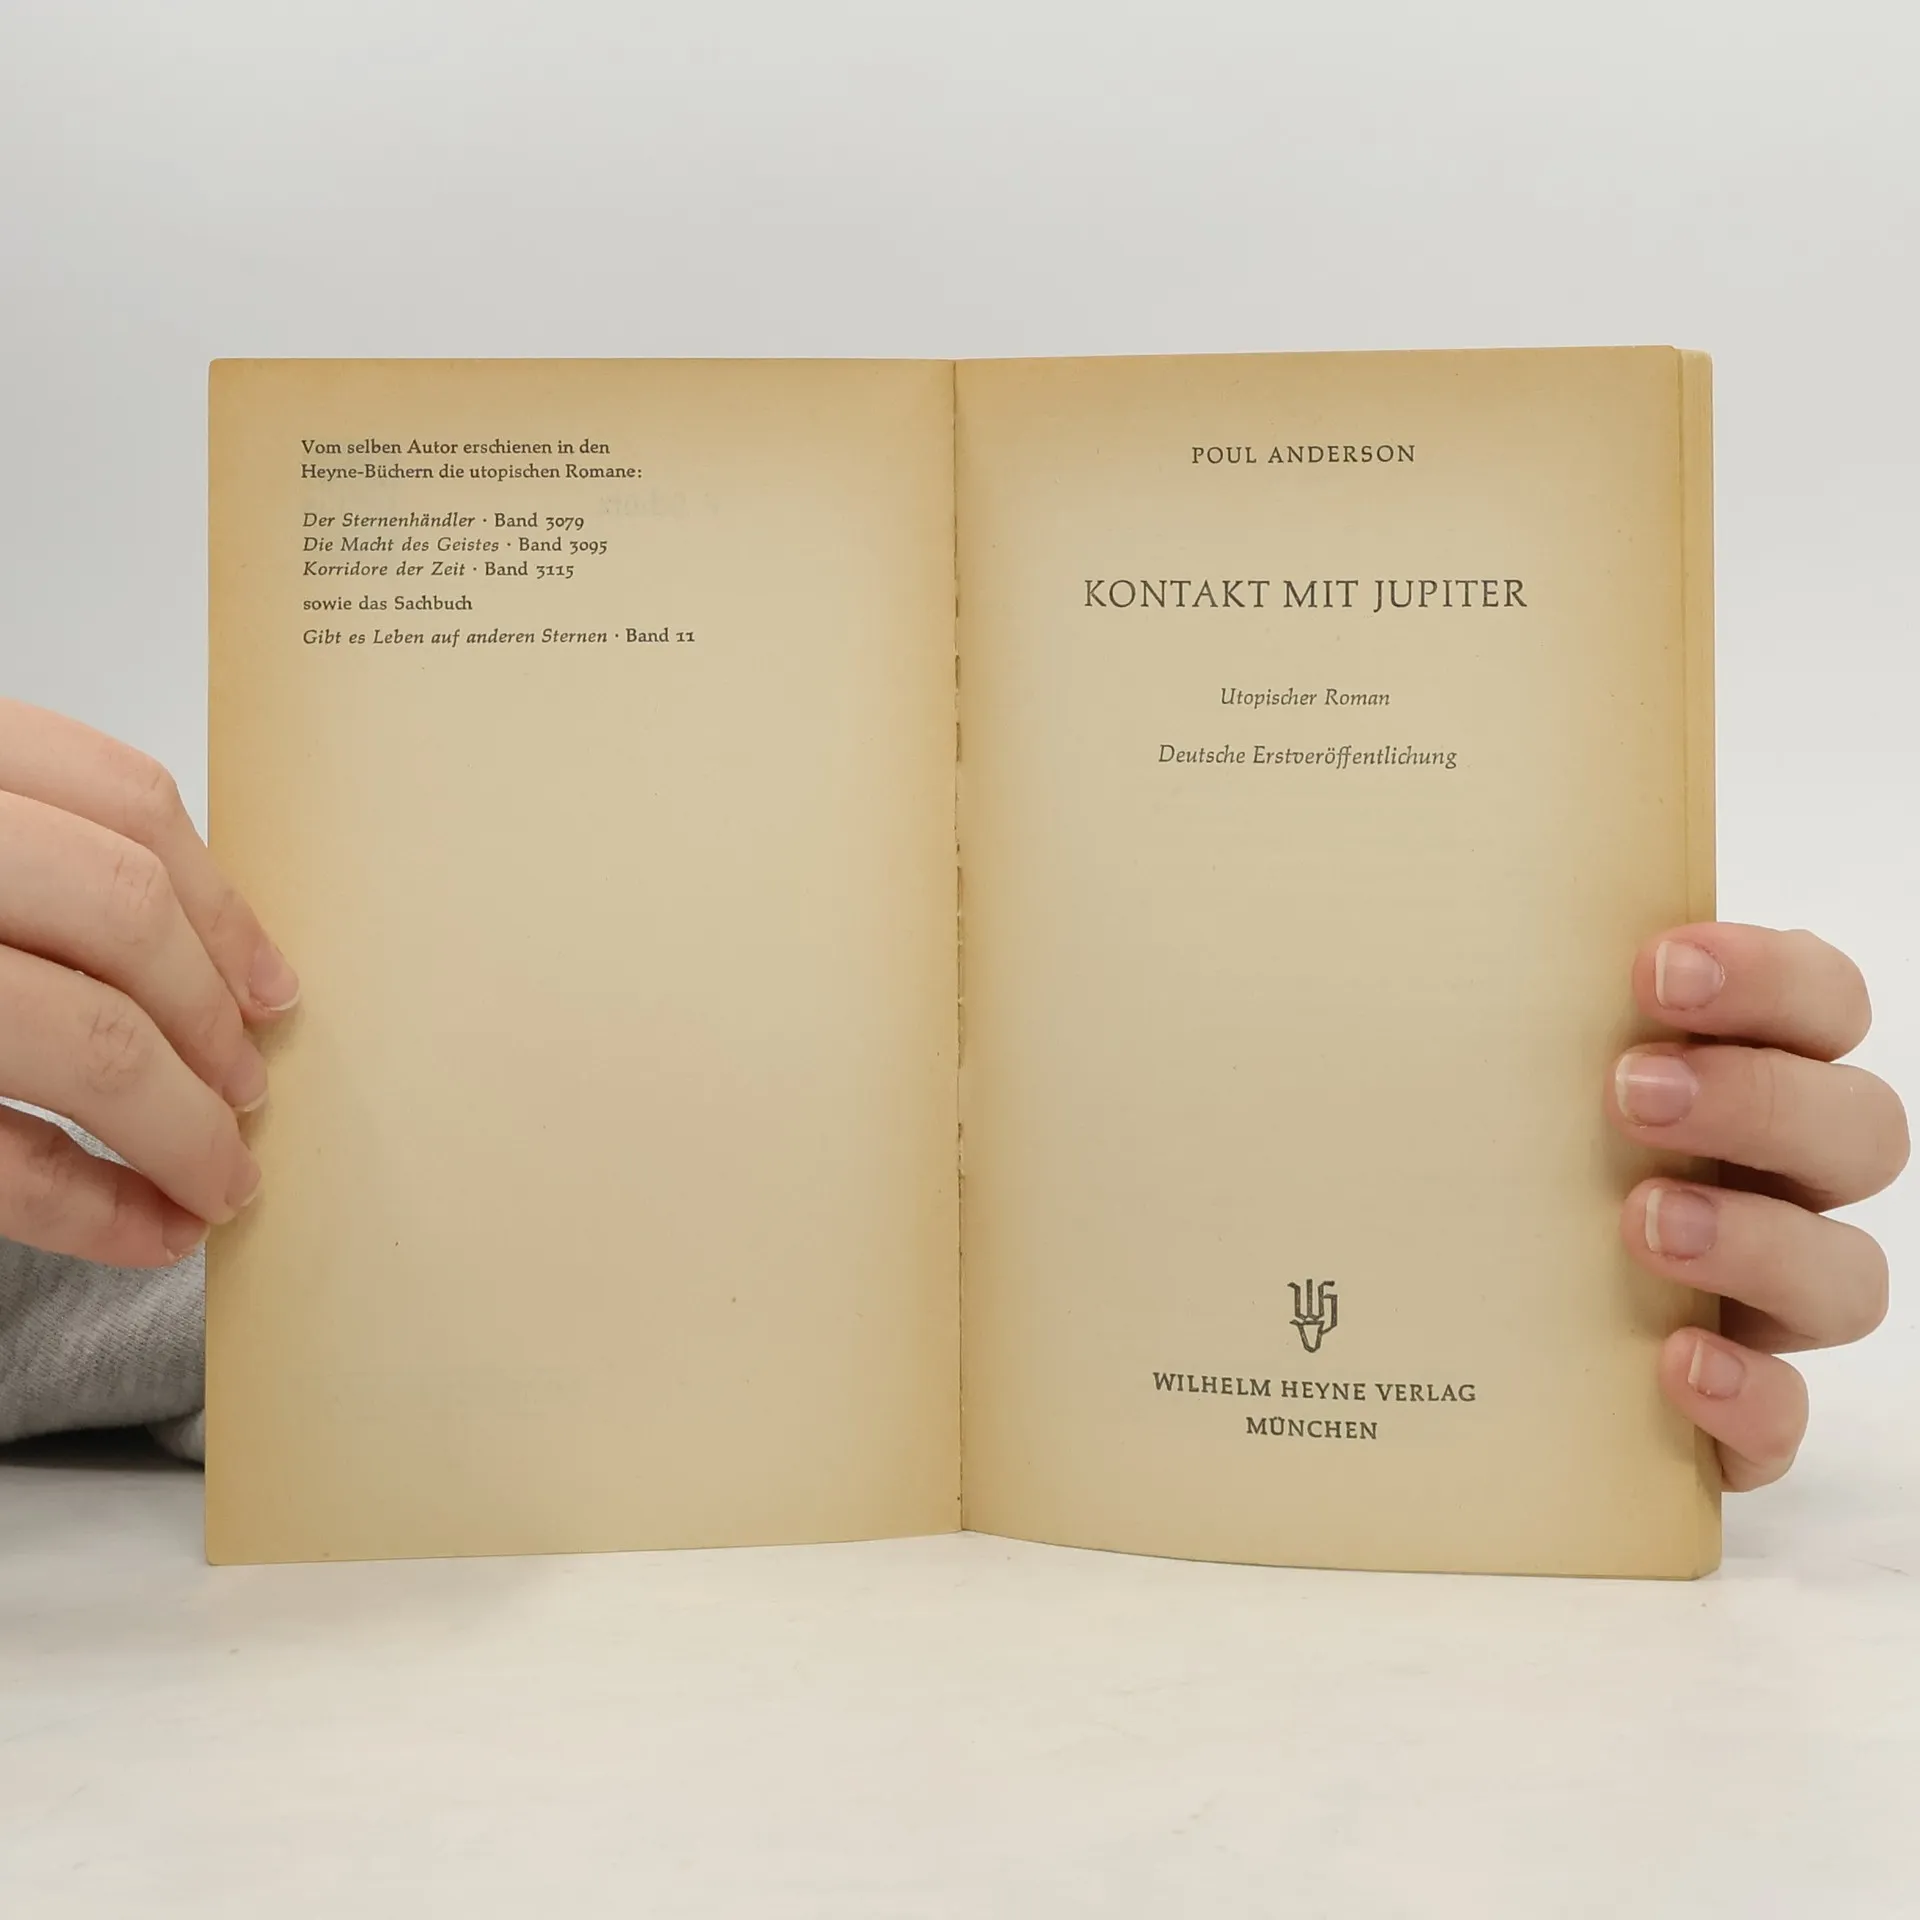 Vom selben Autor erschienen in den
Heyne-Büchern die utopischen Romane:
Der Sternenhändler · Band 3079
Die Macht des Geistes · Band 3095
Korridore der Zeit · Band 3115
sowie das Sachbuch
Gibt es Leben auf anderen Sternen · Band 11
POUL ANDERSON
KONTAKT MIT JUPITER
Utopischer Roman
Deutsche Erstveröffentlichung
WILHELM HEYNE VERLAG
MÜNCHEN